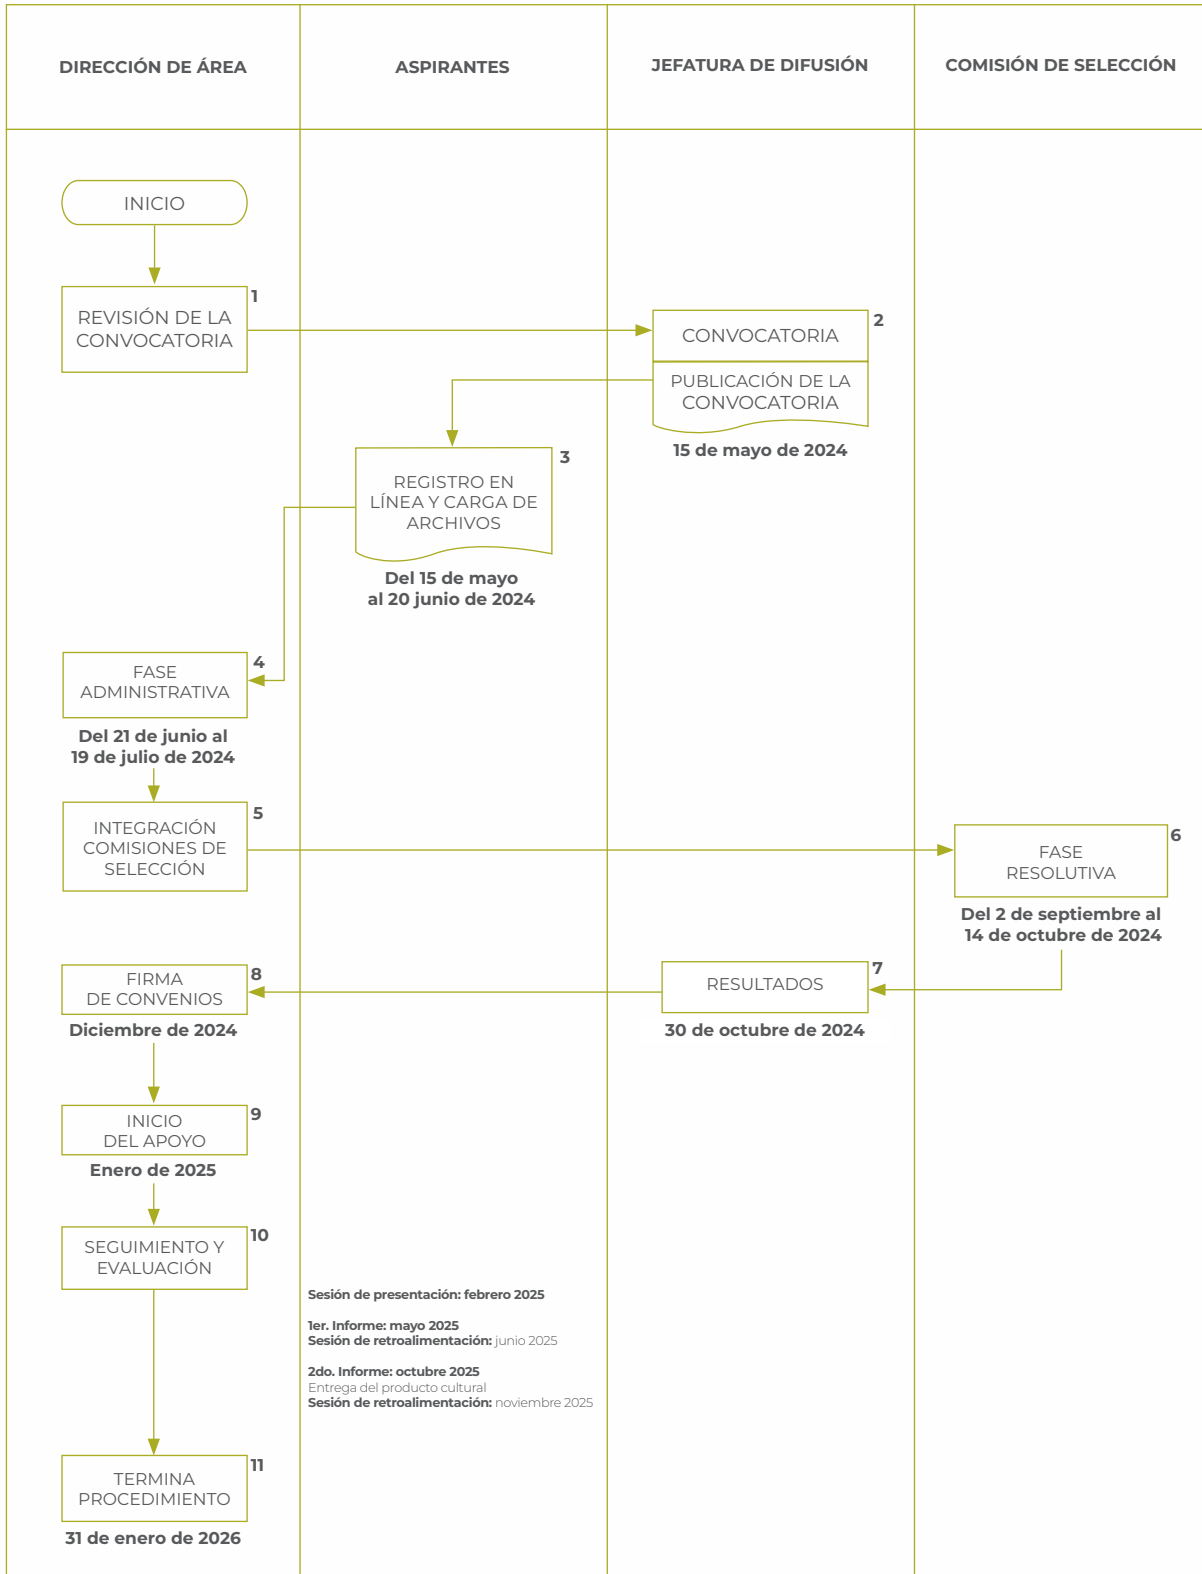 DIRECCIÓN DE ÁREA
ASPIRANTES
JEFATURA DE DIFUSIÓN
COMISIÓN DE SELECCIÓN
INICIO
1
REVISIÓN DE LA
CONVOCATORIA
2
CONVOCATORIA
PUBLICACIÓN DE LA
CONVOCATORIA
15 de mayo de 2024
3
REGISTRO EN
LÍNEA Y CARGA DE
ARCHIVOS
Del 15 de mayo
al 20 junio de 2024
4
FASE
ADMINISTRATIVA
Del 21 de junio al
19 de julio de 2024
5
INTEGRACIÓN
COMISIONES DE
SELECCIÓN
6
FASE
RESOLUTIVA
Del 2 de septiembre al
14 de octubre de 2024
7
RESULTADOS
30 de octubre de 2024
8
FIRMA
DE CONVENIOS
Diciembre de 2024
9
INICIO
DEL APOYO
Enero de 2025
10
SEGUIMIENTO Y
EVALUACIÓN
Sesión de presentación: febrero 2025
1er. Informe: mayo 2025
Sesión de retroalimentación: junio 2025
2do. Informe: octubre 2025
Entrega del producto cultural
Sesión de retroalimentación: noviembre 2025
11
TERMINA
PROCEDIMIENTO
31 de enero de 2026